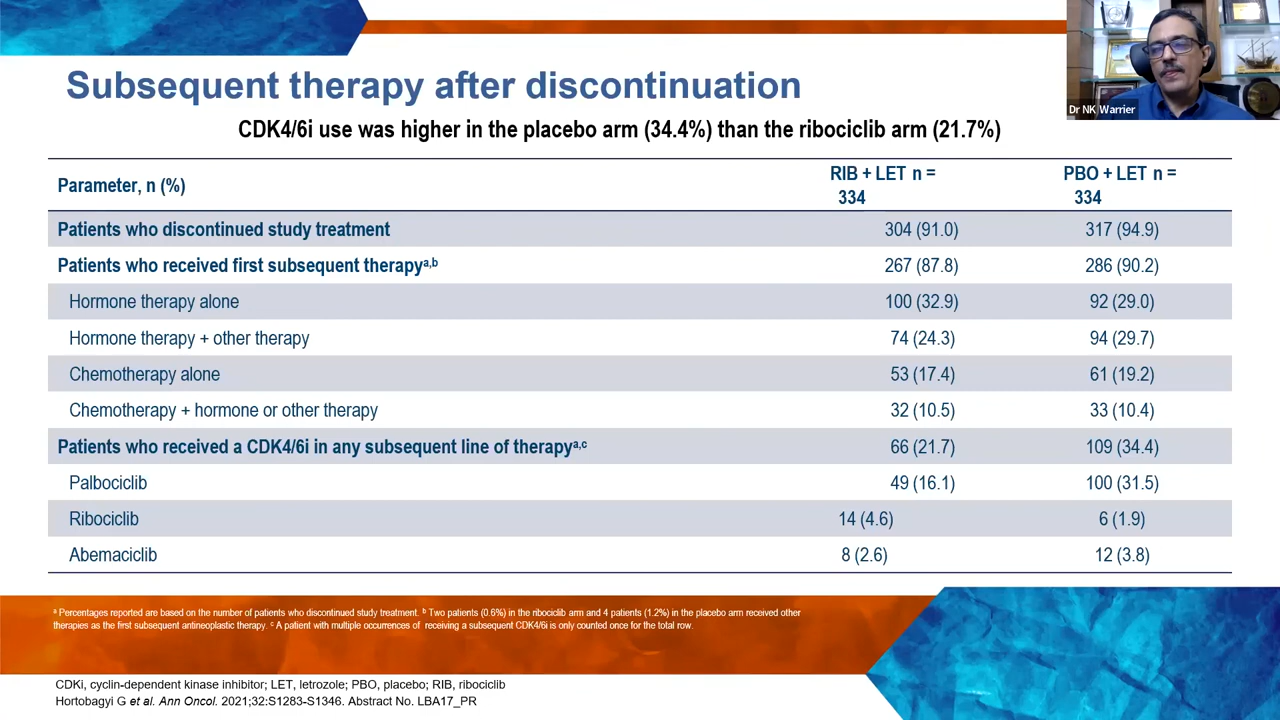 Subsequent therapy after discontinuation
Dr NK Warrier
CDK4/6i use was higher in the placebo arm (34.4%) than the ribociclib arm (21.7%)
Parameter, n (%)
RIB + LET n =
334
PBO + LET n =
334
Patients who discontinued study treatment 304 (91.0) 317 (94.9)
Patients who received first subsequent therapyᵃ,ᵇ 267 (87.8) 286 (90.2)
Hormone therapy alone 100 (32.9) 92 (29.0)
Hormone therapy + other therapy 74 (24.3) 94 (29.7)
Chemotherapy alone 53 (17.4) 61 (19.2)
Chemotherapy + hormone or other therapy 32 (10.5) 33 (10.4)
Patients who received a CDK4/6i in any subsequent line of therapyᵃ,ᶜ 66 (21.7) 109 (34.4)
Palbociclib 49 (16.1) 100 (31.5)
Ribociclib 14 (4.6) 6 (1.9)
Abemaciclib 8 (2.6) 12 (3.8)
ᵃ Percentages reported are based on the number of patients who discontinued study treatment. ᵇ Two patients (0.6%) in the ribociclib arm and 4 patients (1.2%) in the placebo arm received other
therapies as the first subsequent antineoplastic therapy. ᶜ A patient with multiple occurrences of receiving a subsequent CDK4/6i is only counted once for the total row.
CDKi, cyclin-dependent kinase inhibitor; LET, letrozole; PBO, placebo; RIB, ribociclib
Hortobagyi G et al. Ann Oncol. 2021;32:S1283-S1346. Abstract No. LBA17_PR